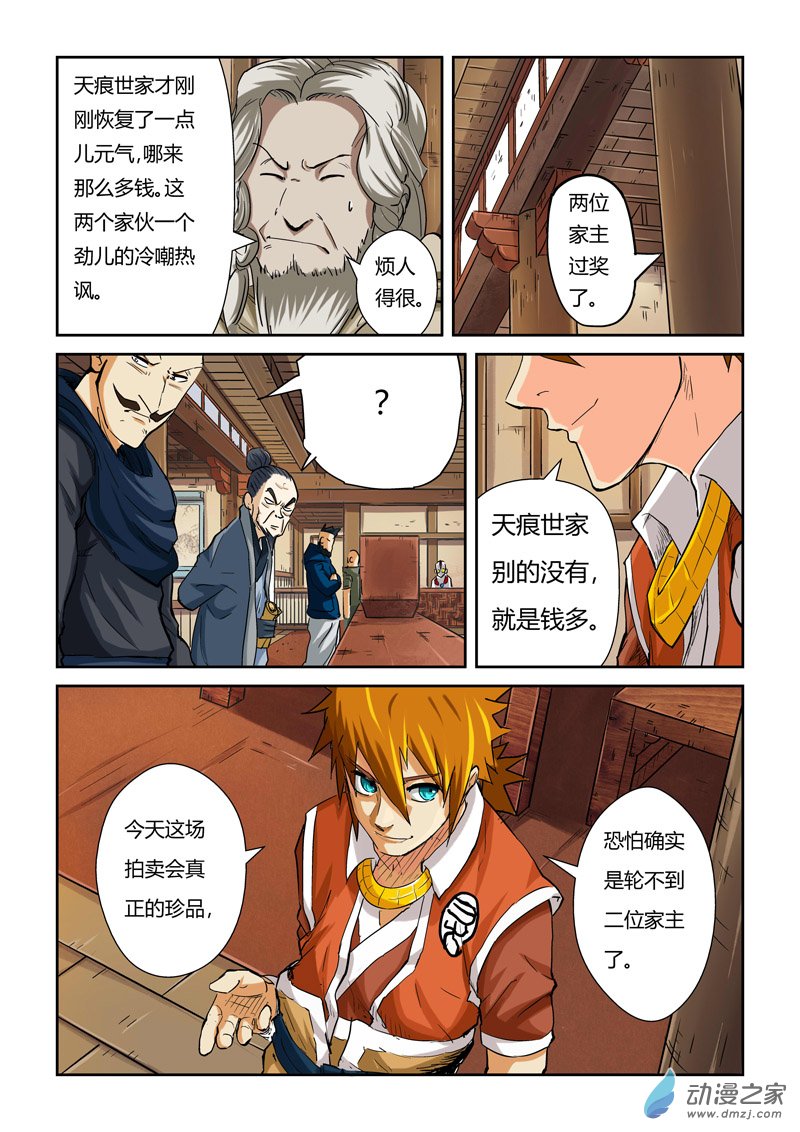 天痕世家才刚
刚恢复了一点
儿元气，哪来
那么多钱。这
两个家伙一个
劲儿的冷嘲热
讽。
烦人
得很。
两位
家主
过奖
了。
？
天痕世家
别的没有，
就是钱多。
今天这场
拍卖会真
正的珍品，
恐怕确实
是轮不到
二位家主
了。
动漫之家
www.dmzj.com